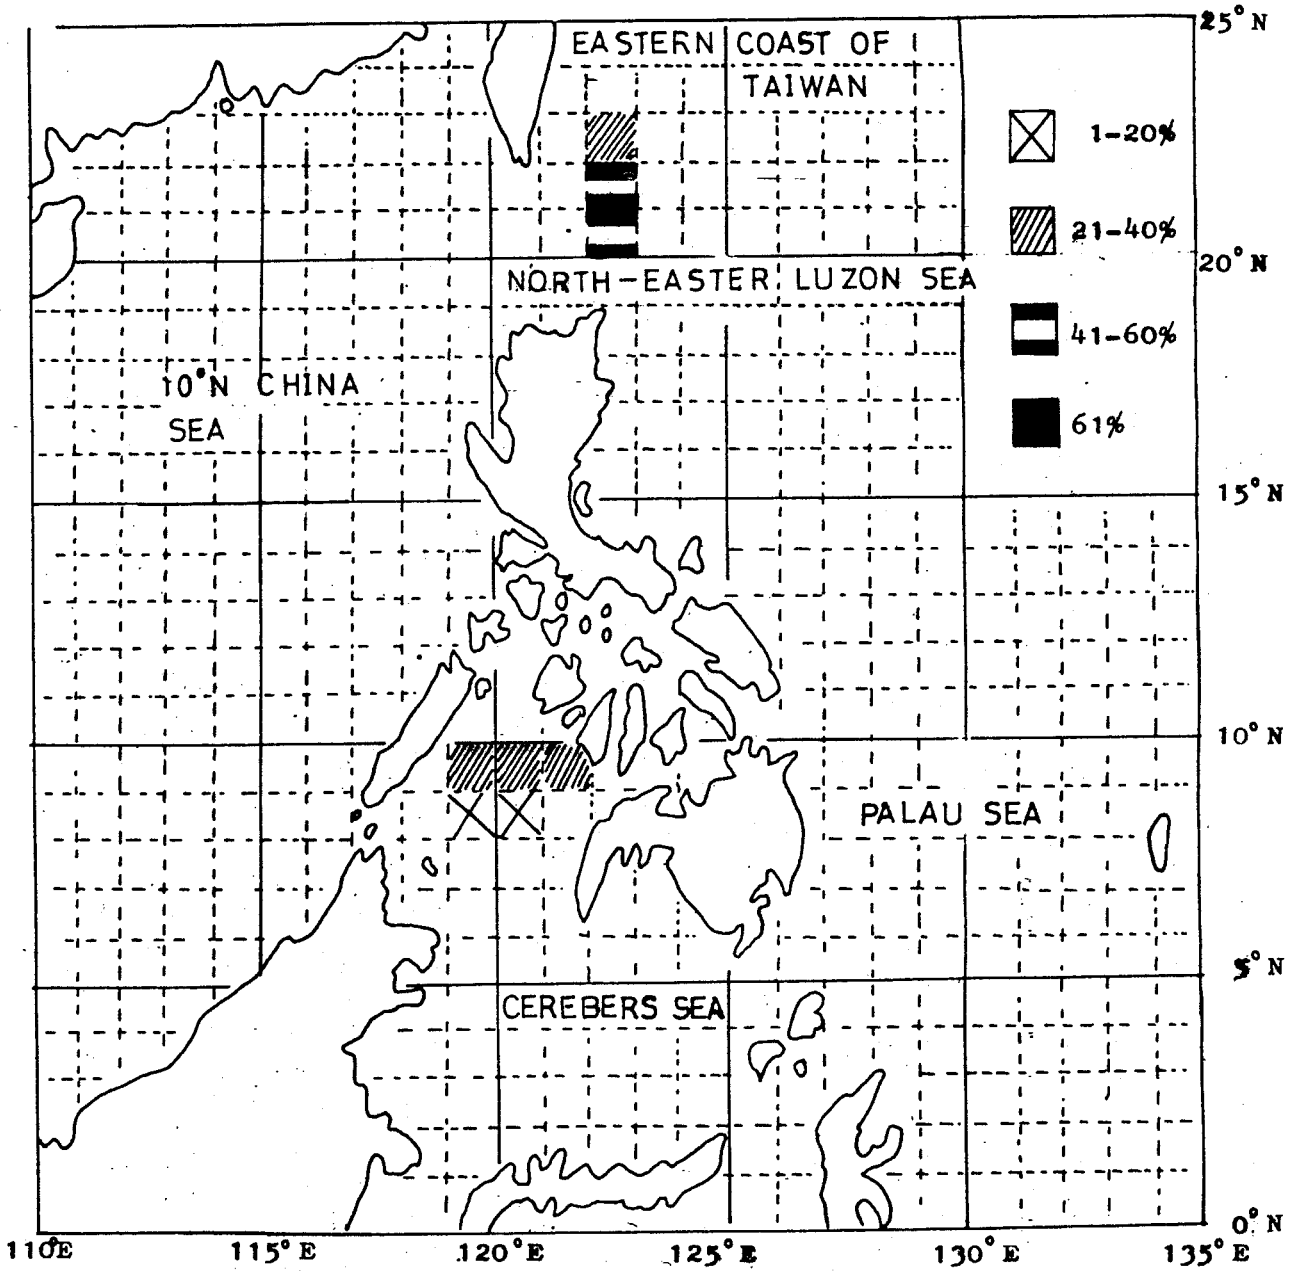 25°N
EASTERN COAST OF
TAIWAN
1-20%
21-40%
20°N
NORTH-EASTER LUZON SEA
41-60%
10°N CHINA
SEA
61%
15°N
10°N
PALAU SEA
5°N
CEREBERS SEA
0°N
110°E 115°E 120°E 125°E 130°E 135°E